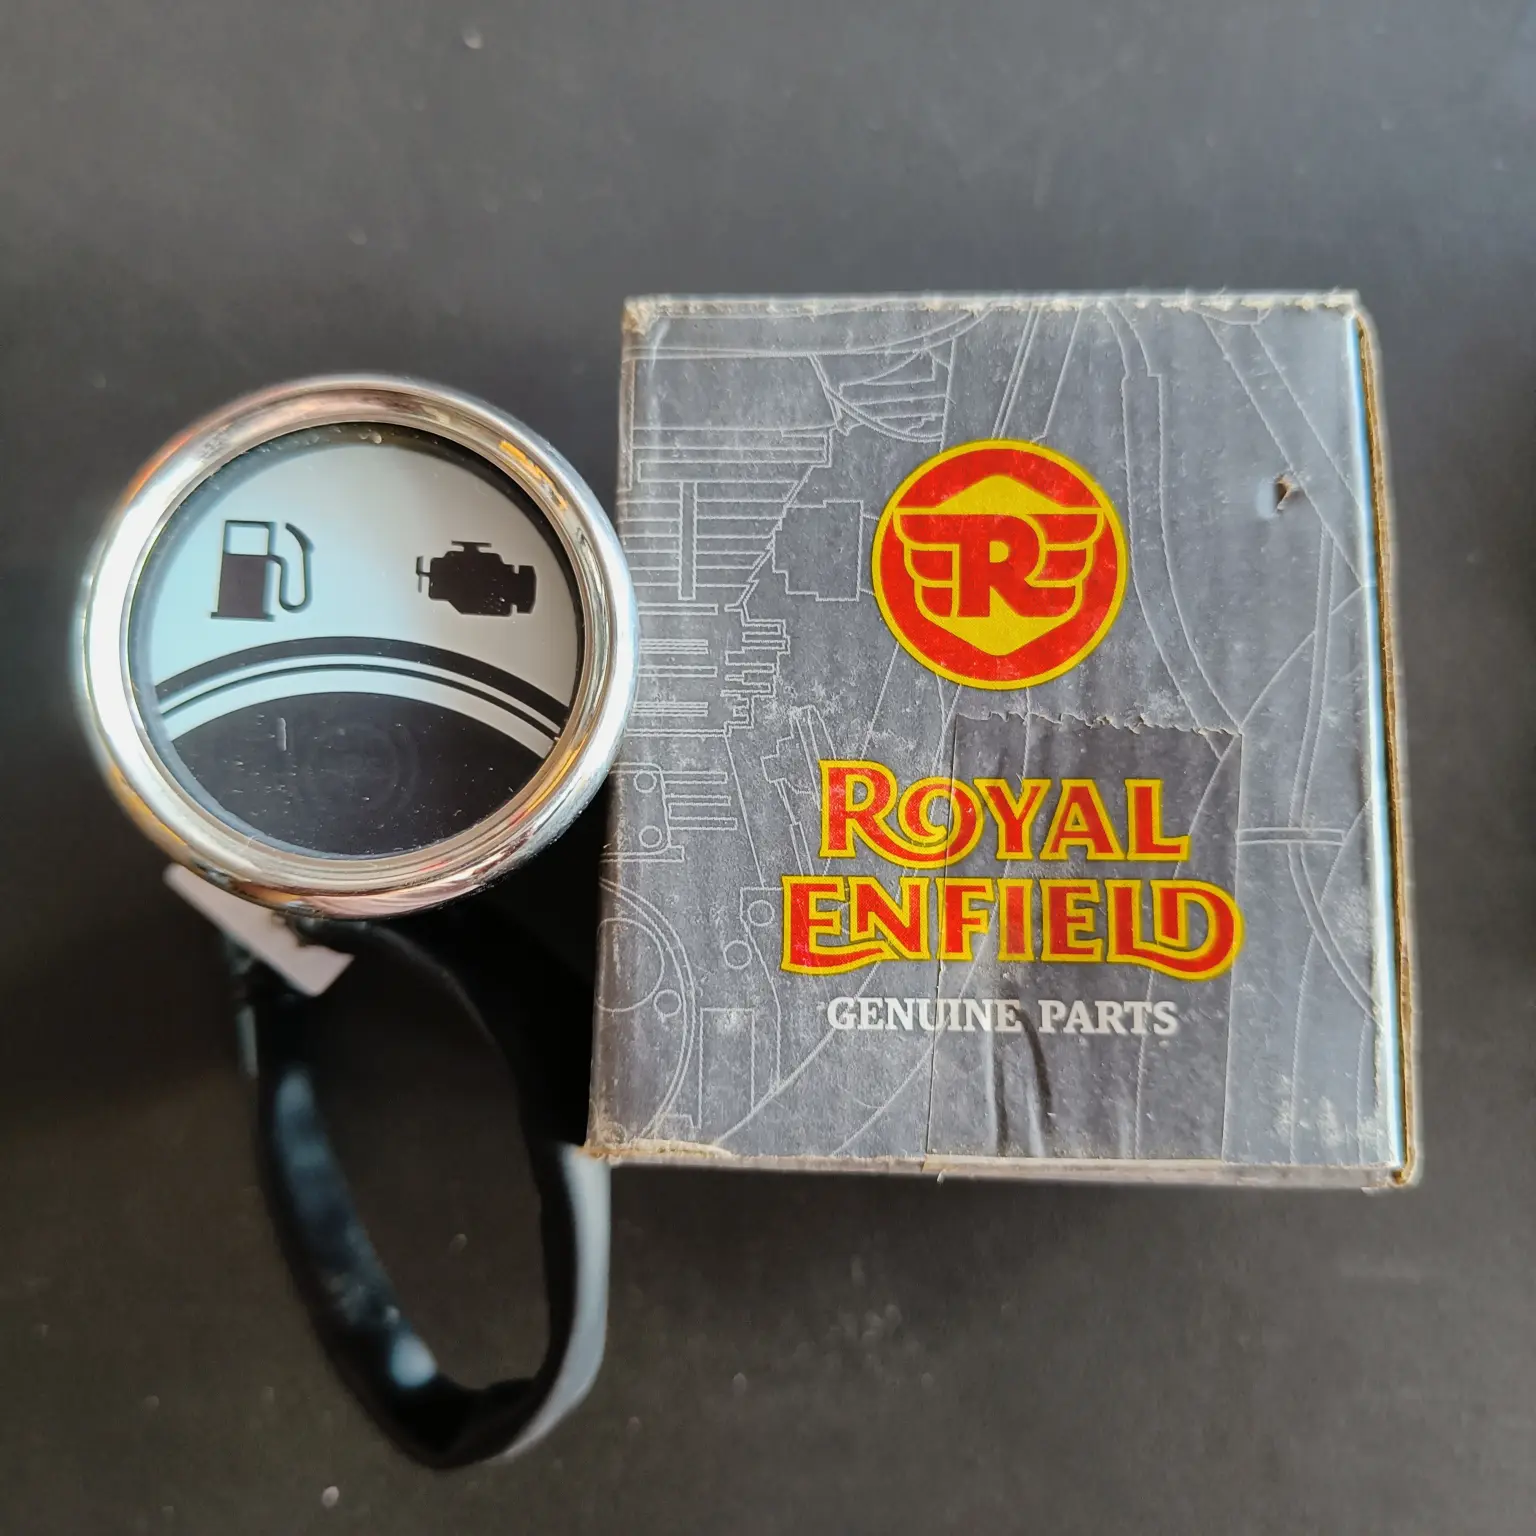 R
ROYAL
ENFIELD
GENUINE PARTS